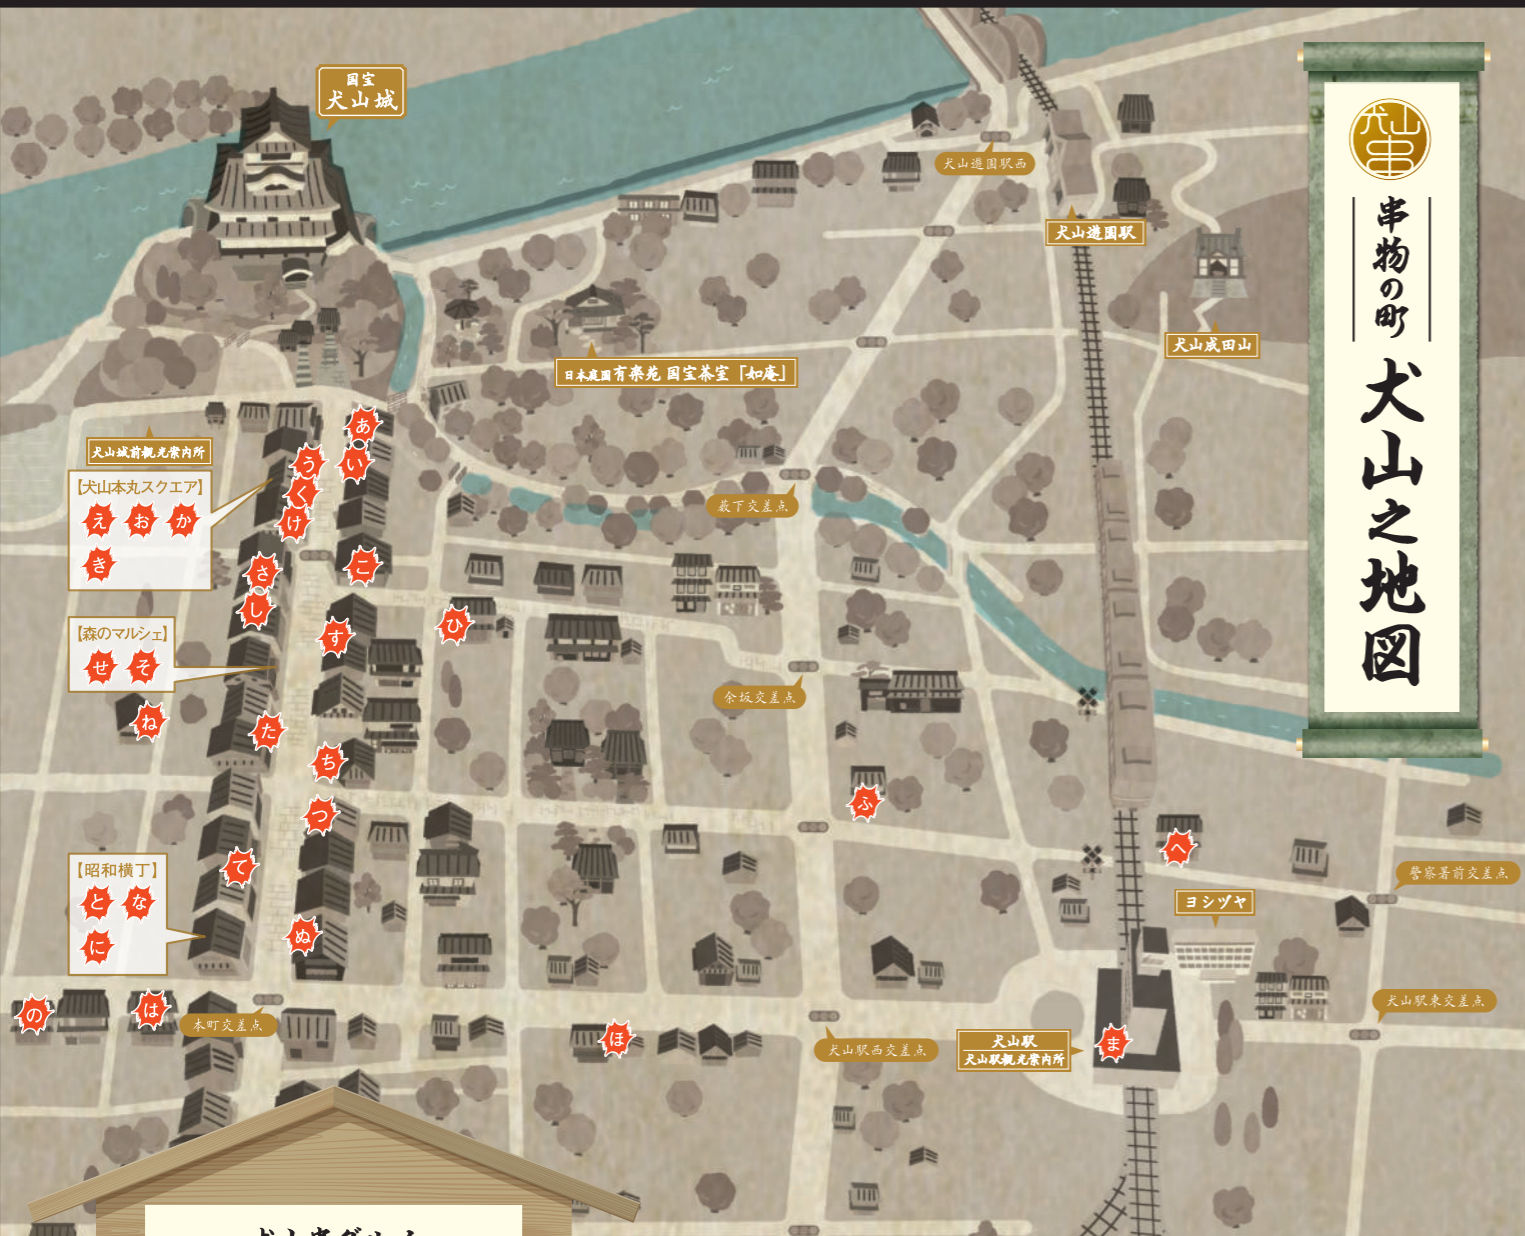 国宝
犬山城
犬山遊園駅西
犬山遊園駅
犬山成田山
日本庭園有楽苑 国宝茶室「如庵」
犬山
串
串物の町
犬山之地図
犬山城前観光案内所
【犬山本丸スクエア】
え お か
き
あ
う
い
く
け
こ
さ
し
す
ひ
薮下交差点
【森のマルシェ】
せ そ
ね
た
ち
つ
余坂交差点
ふ
へ
て
【昭和横丁】
と な
に
ぬ
警察署前交差点
ヨシヅヤ
の
は
本町交差点
ほ
犬山駅西交差点
犬山駅
犬山駅観光案内所
ま
犬山駅東交差点